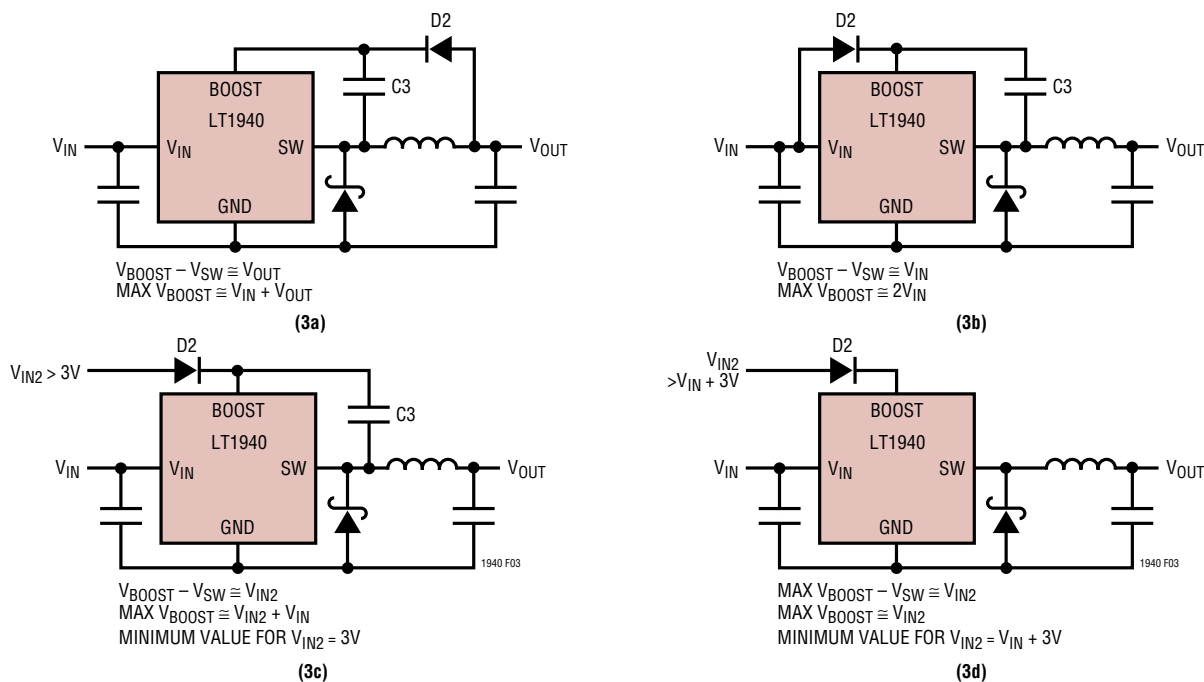 D2
BOOST
C3
LT1940
V_IN
V_IN
SW
V_OUT
GND
V_BOOST – V_SW ≅ V_OUT
MAX V_BOOST ≅ V_IN + V_OUT
(3a)
D2
BOOST
C3
LT1940
V_IN
V_IN
SW
V_OUT
GND
V_BOOST – V_SW ≅ V_IN
MAX V_BOOST ≅ 2V_IN
(3b)
D2
V_IN2 > 3V
BOOST
C3
LT1940
V_IN
V_IN
SW
V_OUT
GND
1940 F03
V_BOOST – V_SW ≅ V_IN2
MAX V_BOOST ≅ V_IN2 + V_IN
MINIMUM VALUE FOR V_IN2 = 3V
(3c)
D2
V_IN2
>V_IN + 3V
BOOST
LT1940
V_IN
V_IN
SW
V_OUT
GND
1940 F03
MAX V_BOOST – V_SW ≅ V_IN2
MAX V_BOOST ≅ V_IN2
MINIMUM VALUE FOR V_IN2 = V_IN + 3V
(3d)